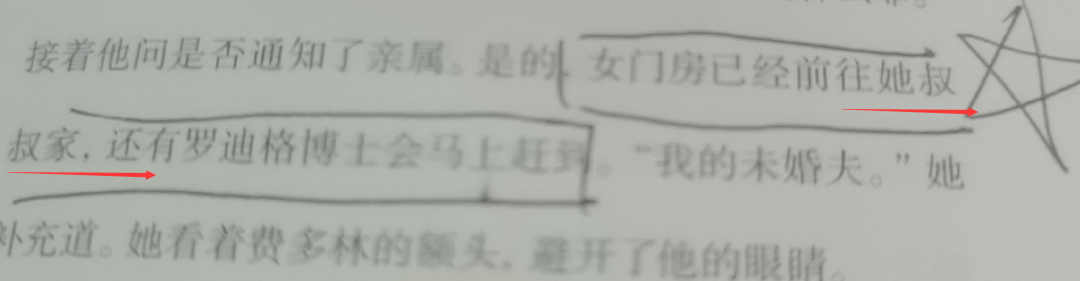 接着他问是否通知了亲属。是的，女门房已经前往她叔
叔家，还有罗迪格博士会马上赶到。“我的未婚夫。”她
补充道。她看着费多林的额头，避开了他的眼睛。